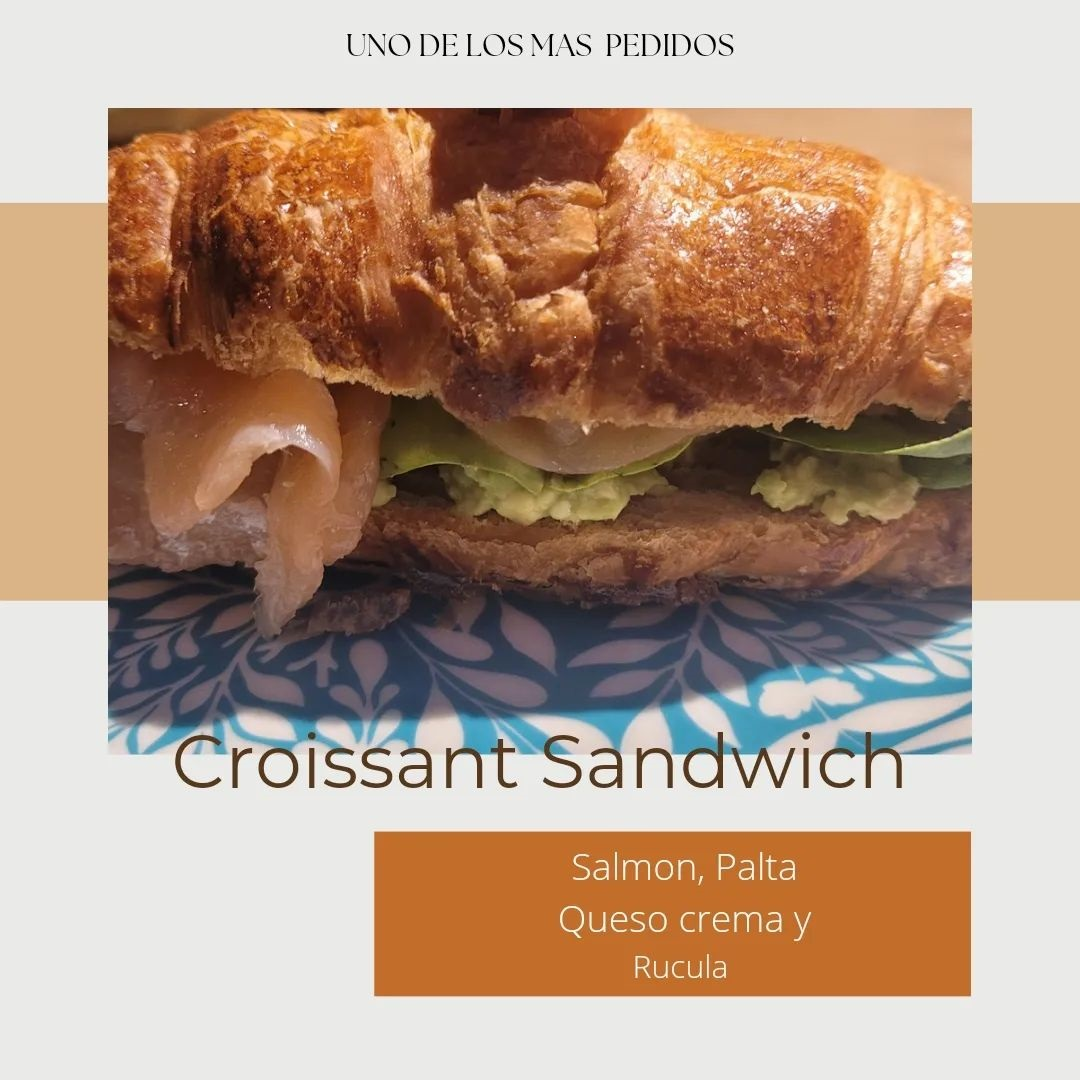 UNO DE LOS MAS PEDIDOS
Croissant Sandwich
Salmon, Palta
Queso crema y
Rucula